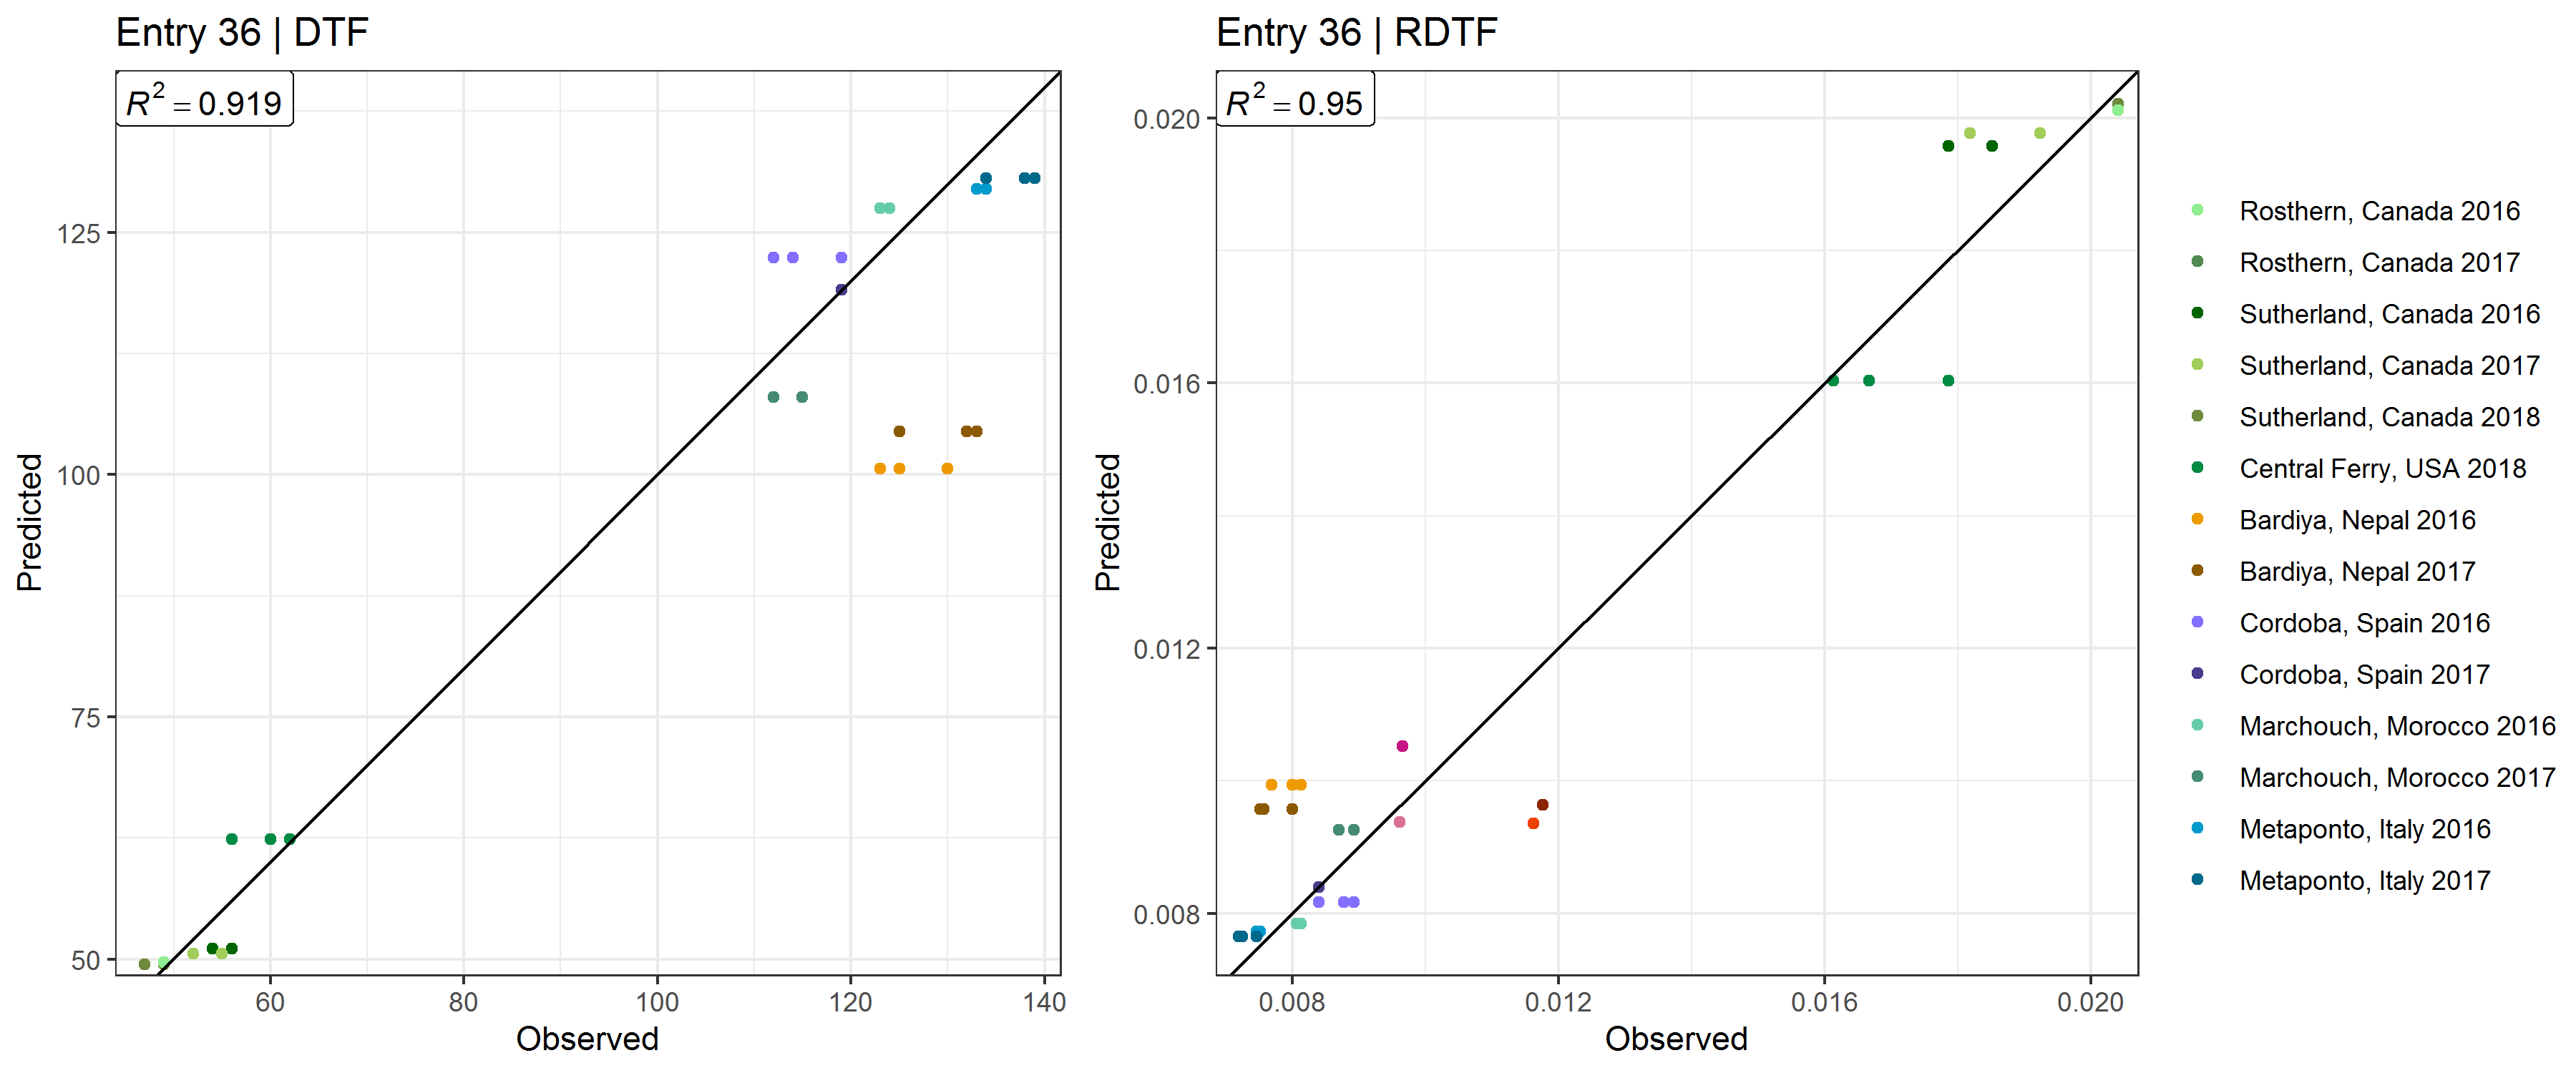 Entry 36 | DTF
R² = 0.919
125
100
75
50
60 80 100 120 140
Observed
Predicted
Entry 36 | RDTF
R² = 0.95
0.020
0.016
0.012
0.008
0.008 0.012 0.016 0.020
Observed
Predicted
Rosthern, Canada 2016
Rosthern, Canada 2017
Sutherland, Canada 2016
Sutherland, Canada 2017
Sutherland, Canada 2018
Central Ferry, USA 2018
Bardiya, Nepal 2016
Bardiya, Nepal 2017
Cordoba, Spain 2016
Cordoba, Spain 2017
Marchouch, Morocco 2016
Marchouch, Morocco 2017
Metaponto, Italy 2016
Metaponto, Italy 2017